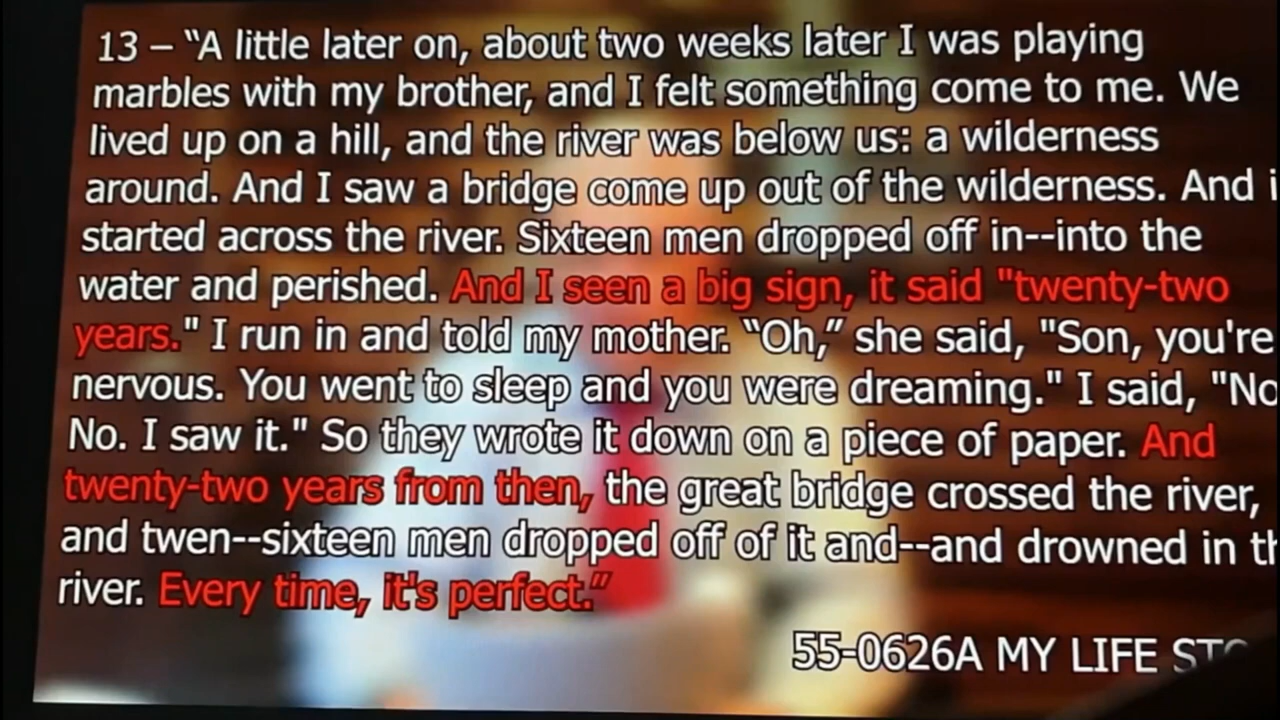 13 – “A little later on, about two weeks later I was playing
marbles with my brother, and I felt something come to me. We
lived up on a hill, and the river was below us: a wilderness
around. And I saw a bridge come up out of the wilderness. And i
started across the river. Sixteen men dropped off in--into the
water and perished. And I seen a big sign, it said "twenty-two
years." I run in and told my mother. “Oh,” she said, "Son, you're
nervous. You went to sleep and you were dreaming." I said, "No
No. I saw it." So they wrote it down on a piece of paper. And
twenty-two years from then, the great bridge crossed the river,
and twen--sixteen men dropped off of it and--and drowned in th
river. Every time, it's perfect.”
55-0626A MY LIFE STO